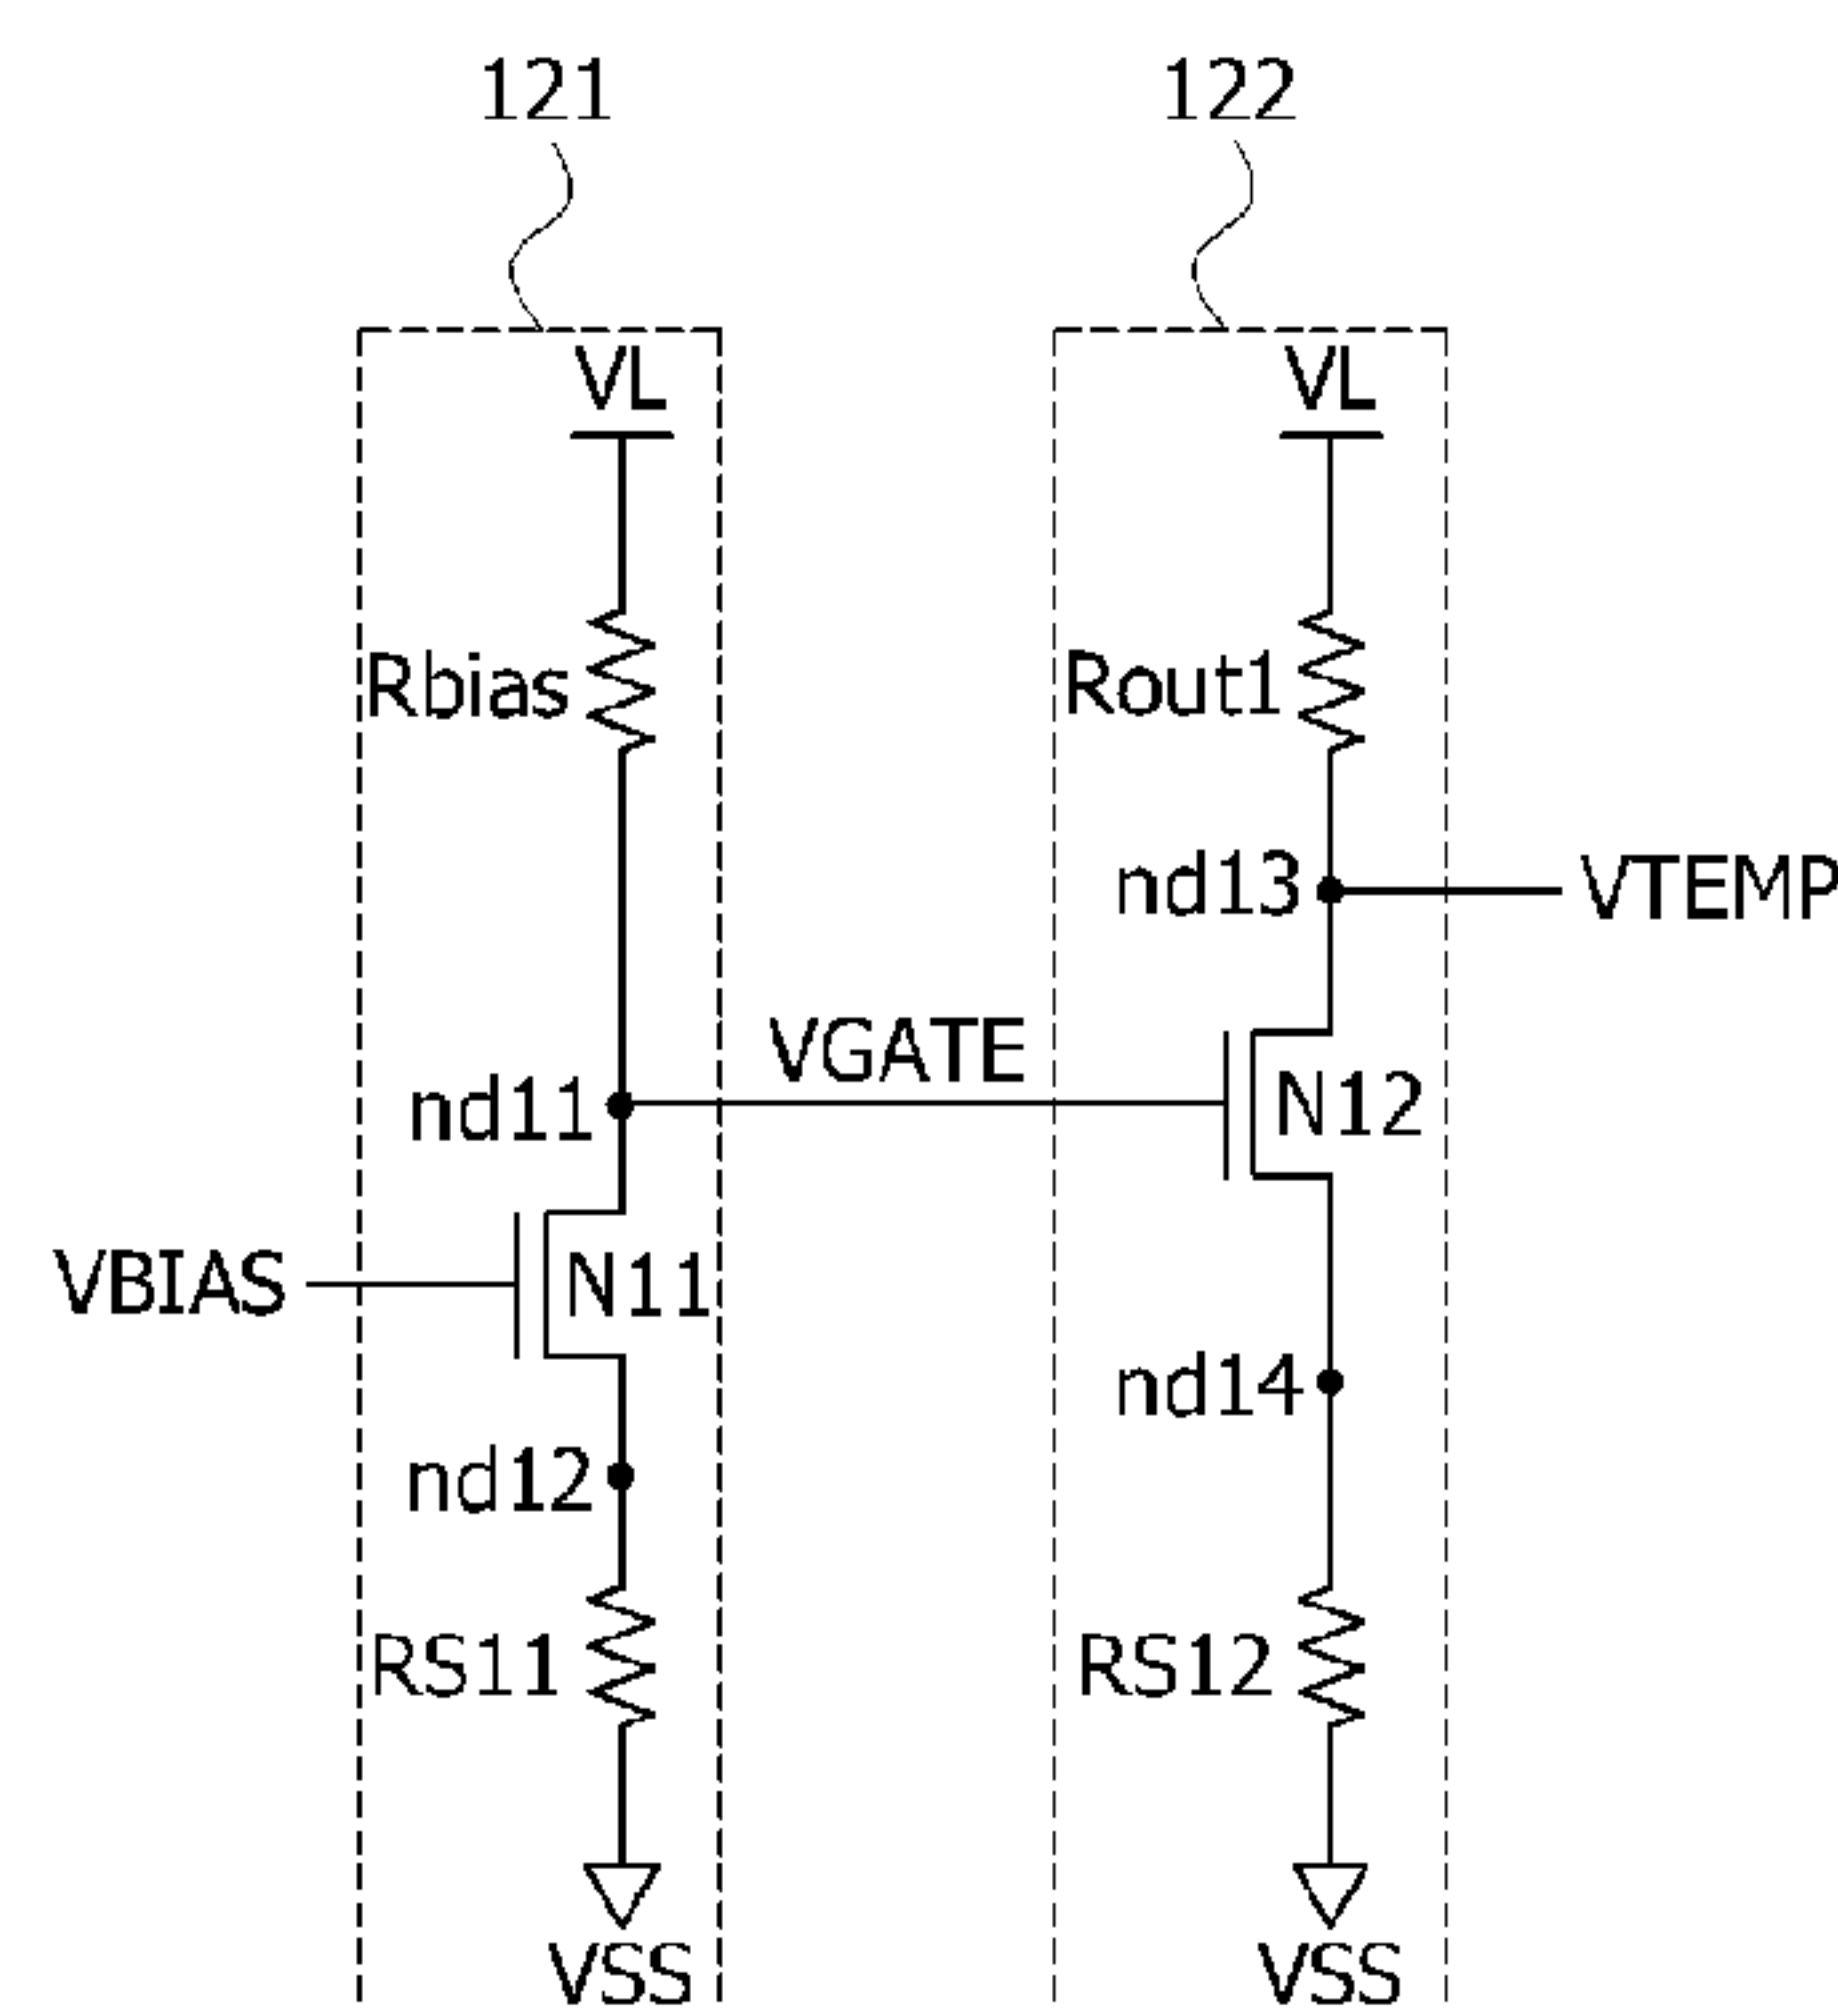 121
122
VL
VL
Rbias
Rout1
nd13
VTEMP
VGATE
nd11
N12
VBIAS
N11
nd14
nd12
RS11
RS12
VSS
VSS